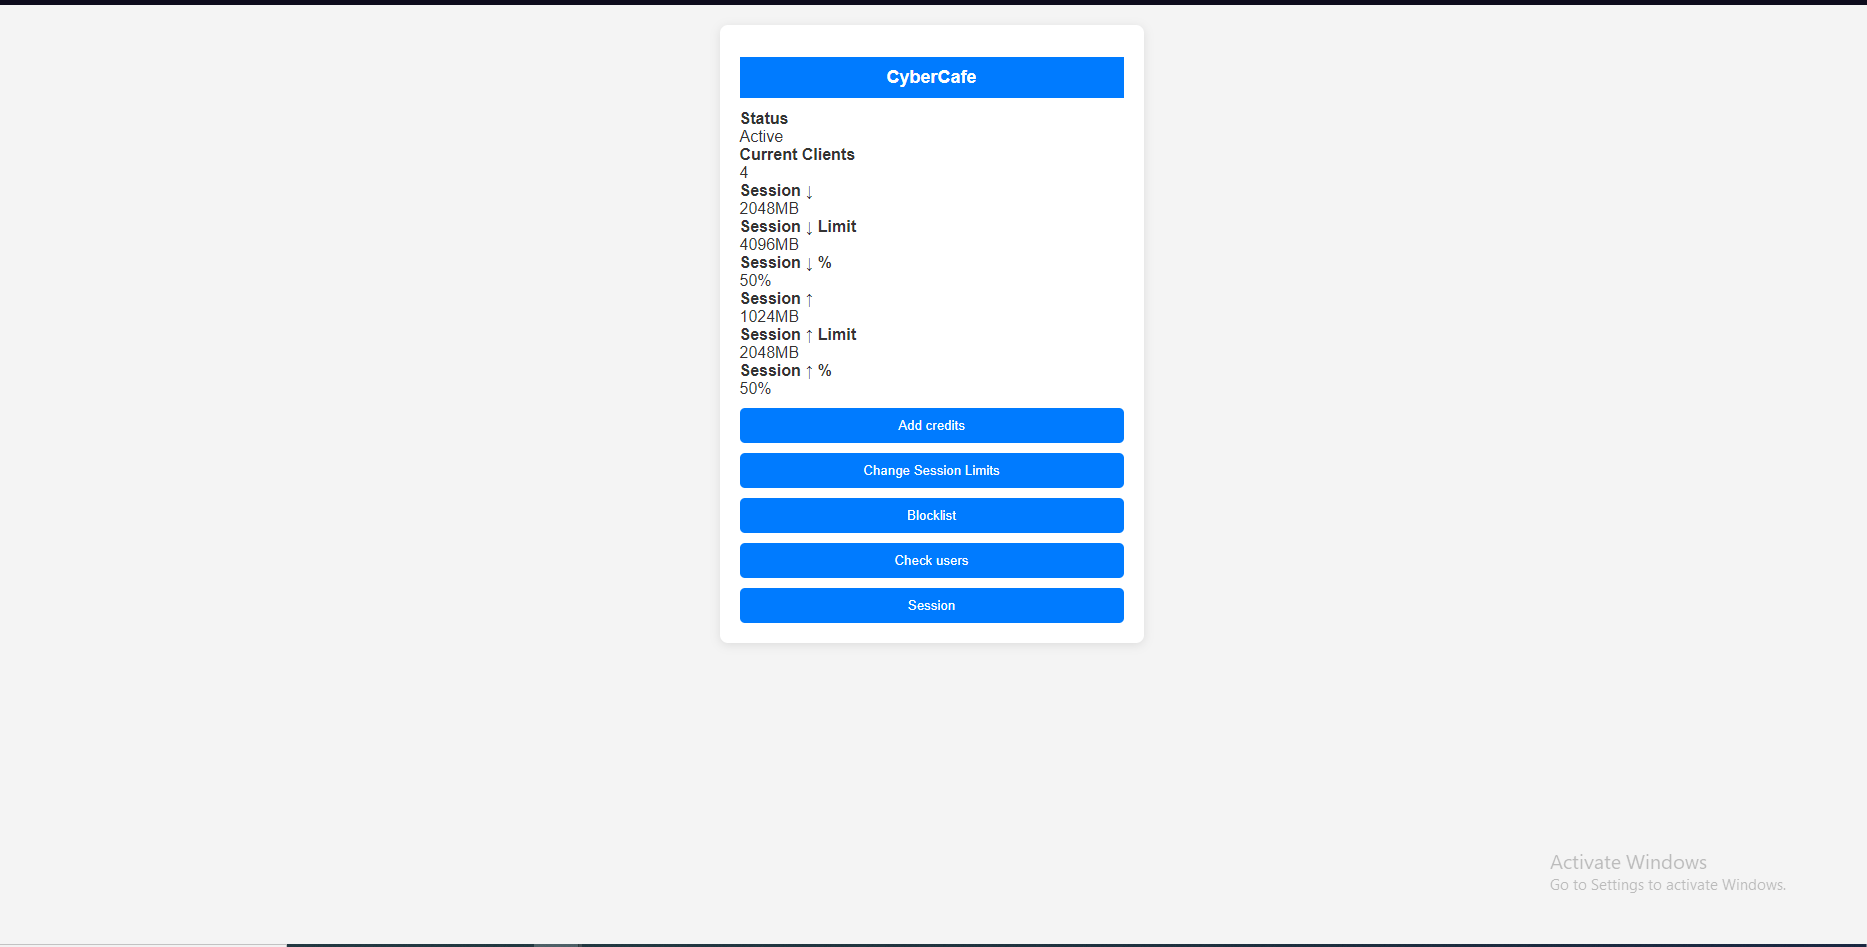 CyberCafe
Status
Active
Current Clients
4
Session ↓
2048MB
Session ↓ Limit
4096MB
Session ↓ %
50%
Session ↑
1024MB
Session ↑ Limit
2048MB
Session ↑ %
50%
Add credits
Change Session Limits
Blocklist
Check users
Session
Activate Windows
Go to Settings to activate Windows.